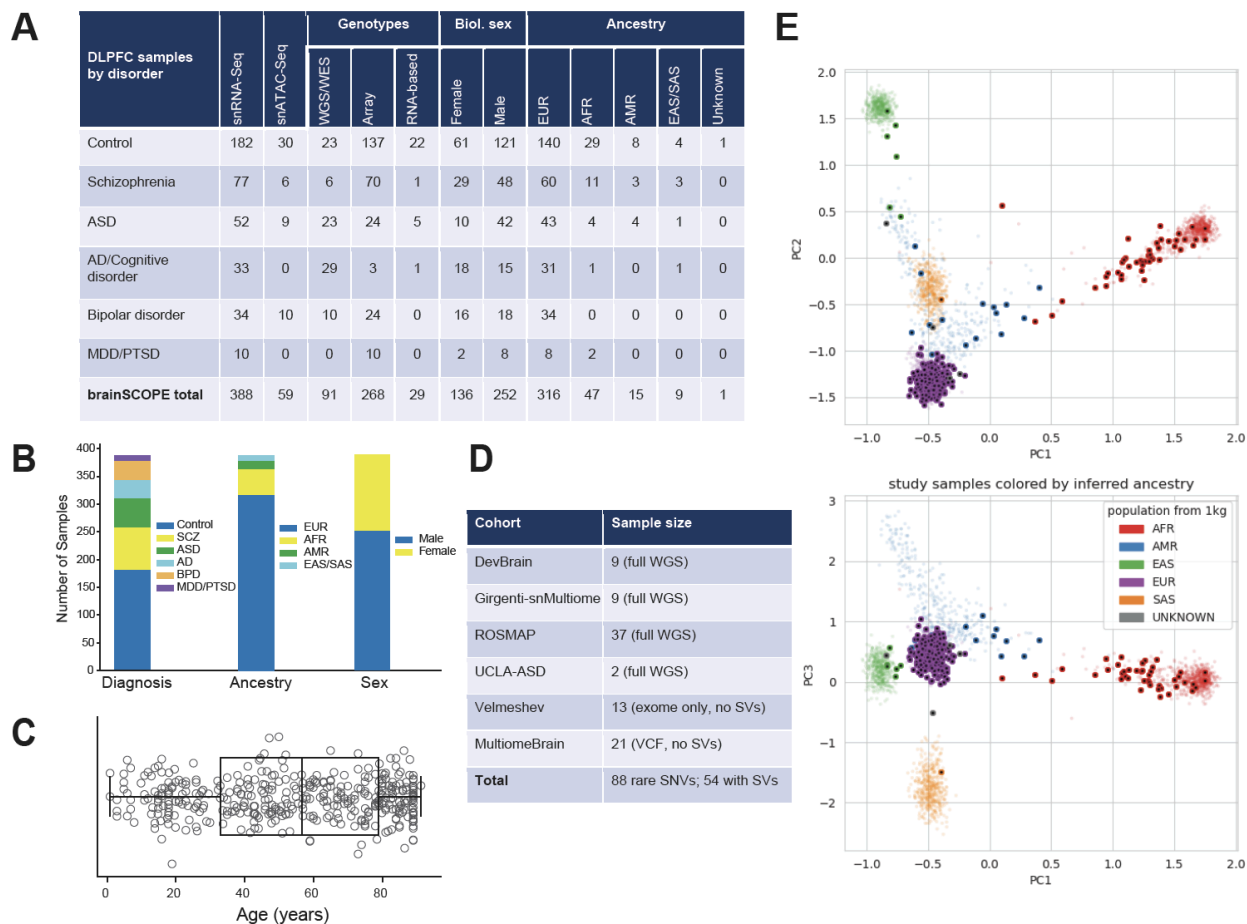 A
DLPFC samples by disorder | snRNA-Seq | snATAC-Seq | Genotypes | Biol. sex | Ancestry
WGS/WES | Array | RNA-based | Female | Male | EUR | AFR | AMR | EAS/SAS | Unknown
Control | 182 | 30 | 23 | 137 | 22 | 61 | 121 | 140 | 29 | 8 | 4 | 1
Schizophrenia | 77 | 6 | 6 | 70 | 1 | 29 | 48 | 60 | 11 | 3 | 3 | 0
ASD | 52 | 9 | 23 | 24 | 5 | 10 | 42 | 43 | 4 | 4 | 1 | 0
AD/Cognitive disorder | 33 | 0 | 29 | 3 | 1 | 18 | 15 | 31 | 1 | 0 | 1 | 0
Bipolar disorder | 34 | 10 | 10 | 24 | 0 | 16 | 18 | 34 | 0 | 0 | 0 | 0
MDD/PTSD | 10 | 0 | 0 | 10 | 0 | 2 | 8 | 8 | 2 | 0 | 0 | 0
brainSCOPE total | 388 | 59 | 91 | 268 | 29 | 136 | 252 | 316 | 47 | 15 | 9 | 1
B
Number of Samples
400
350
300
250
200
150
100
50
0
Control
SCZ
ASD
AD
BPD
MDD/PTSD
EUR
AFR
AMR
EAS/SAS
Male
Female
Diagnosis
Ancestry
Sex
C
0 20 40 60 80
Age (years)
D
Cohort | Sample size
DevBrain | 9 (full WGS)
Girgenti-snMultiome | 9 (full WGS)
ROSMAP | 37 (full WGS)
UCLA-ASD | 2 (full WGS)
Velmeshev | 13 (exome only, no SVs)
MultiomeBrain | 21 (VCF, no SVs)
Total | 88 rare SNVs; 54 with SVs
E
PC2
2.0
1.5
1.0
0.5
0.0
−0.5
−1.0
−1.5
−1.0 −0.5 0.0 0.5 1.0 1.5 2.0
PC1
study samples colored by inferred ancestry
PC3
3
2
1
0
−1
−2
−1.0 −0.5 0.0 0.5 1.0 1.5 2.0
PC1
population from 1kg
AFR
AMR
EAS
EUR
SAS
UNKNOWN